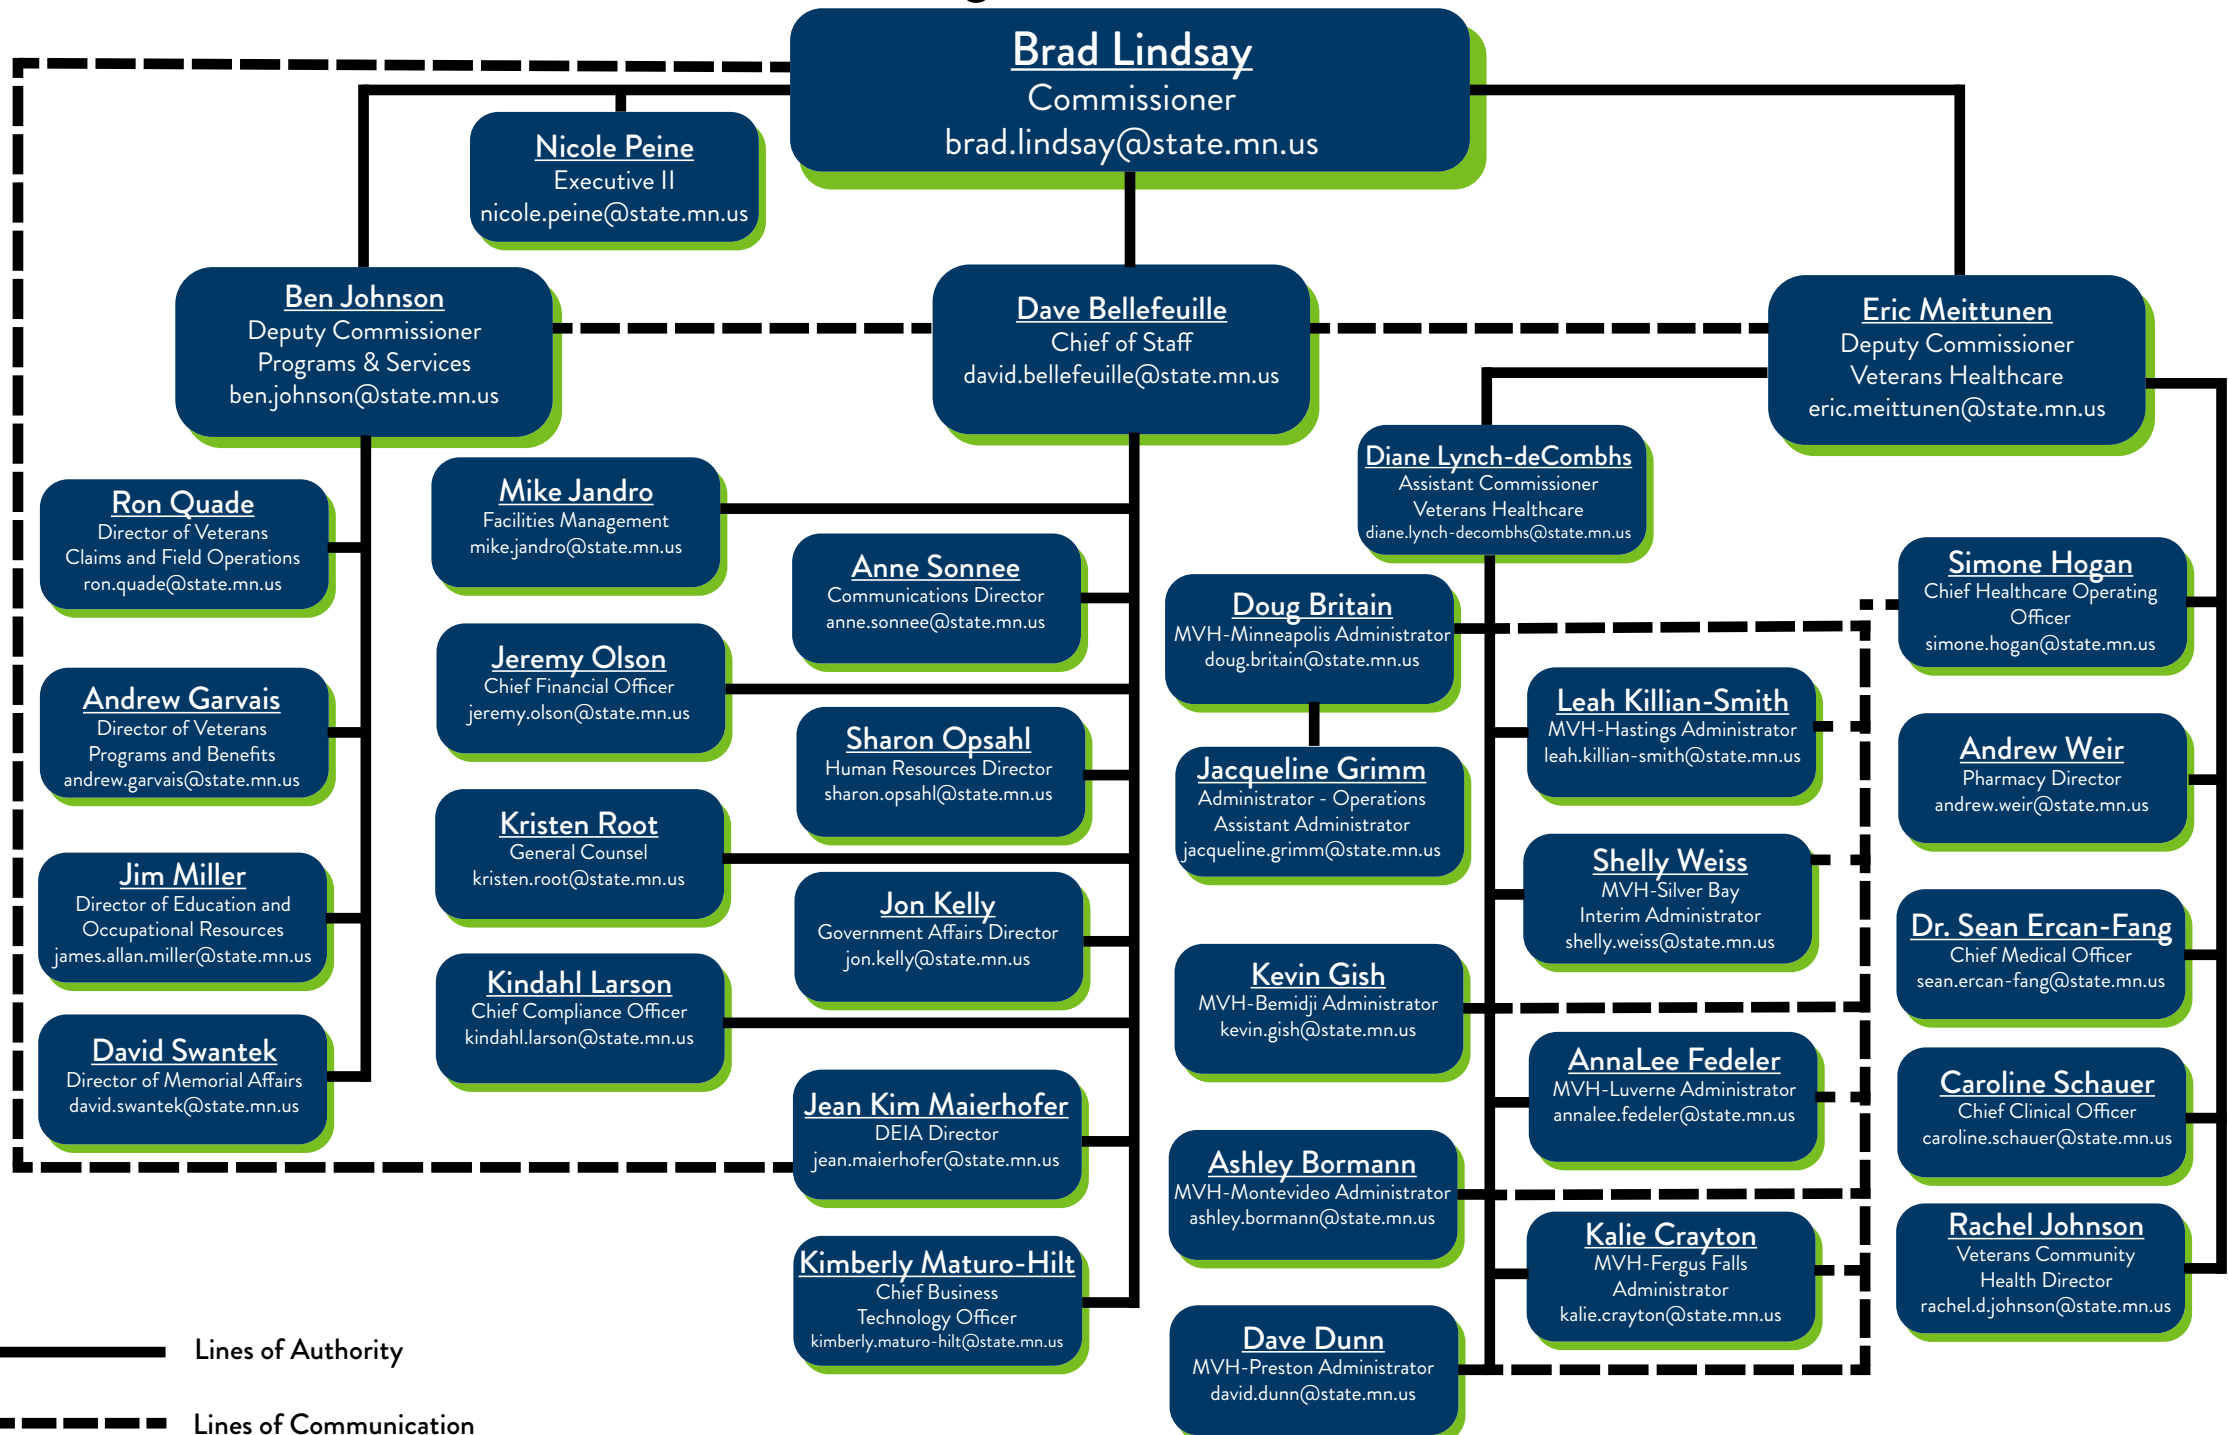 Brad Lindsay
Commissioner
brad.lindsay@state.mn.us
Nicole Peine
Executive II
nicole.peine@state.mn.us
Ben Johnson
Deputy Commissioner
Programs & Services
ben.johnson@state.mn.us
Dave Bellefeuille
Chief of Staff
david.bellefeuille@state.mn.us
Eric Meittunen
Deputy Commissioner
Veterans Healthcare
eric.meittunen@state.mn.us
Ron Quade
Director of Veterans
Claims and Field Operations
ron.quade@state.mn.us
Andrew Garvais
Director of Veterans
Programs and Benefits
andrew.garvais@state.mn.us
Jim Miller
Director of Education and
Occupational Resources
james.allan.miller@state.mn.us
David Swantek
Director of Memorial Affairs
david.swantek@state.mn.us
Mike Jandro
Facilities Management
mike.jandro@state.mn.us
Anne Sonnee
Communications Director
anne.sonnee@state.mn.us
Jeremy Olson
Chief Financial Officer
jeremy.olson@state.mn.us
Sharon Opsahl
Human Resources Director
sharon.opsahl@state.mn.us
Kristen Root
General Counsel
kristen.root@state.mn.us
Jon Kelly
Government Affairs Director
jon.kelly@state.mn.us
Kindahl Larson
Chief Compliance Officer
kindahl.larson@state.mn.us
Jean Kim Maierhofer
DEIA Director
jean.maierhofer@state.mn.us
Kimberly Maturo-Hilt
Chief Business
Technology Officer
kimberly.maturo-hilt@state.mn.us
Diane Lynch-deCombhs
Assistant Commissioner
Veterans Healthcare
diane.lynch-decombhs@state.mn.us
Doug Britain
MVH-Minneapolis Administrator
doug.britain@state.mn.us
Jacqueline Grimm
Administrator - Operations
Assistant Administrator
jacqueline.grimm@state.mn.us
Leah Killian-Smith
MVH-Hastings Administrator
leah.killian-smith@state.mn.us
Shelly Weiss
MVH-Silver Bay
Interim Administrator
shelly.weiss@state.mn.us
Kevin Gish
MVH-Bemidji Administrator
kevin.gish@state.mn.us
AnnaLee Fedeler
MVH-Luverne Administrator
annalee.fedeler@state.mn.us
Ashley Bormann
MVH-Montevideo Administrator
ashley.bormann@state.mn.us
Kalie Crayton
MVH-Fergus Falls
Administrator
kalie.crayton@state.mn.us
Dave Dunn
MVH-Preston Administrator
david.dunn@state.mn.us
Simone Hogan
Chief Healthcare Operating
Officer
simone.hogan@state.mn.us
Andrew Weir
Pharmacy Director
andrew.weir@state.mn.us
Dr. Sean Ercan-Fang
Chief Medical Officer
sean.ercan-fang@state.mn.us
Caroline Schauer
Chief Clinical Officer
caroline.schauer@state.mn.us
Rachel Johnson
Veterans Community
Health Director
rachel.d.johnson@state.mn.us
Lines of Authority
Lines of Communication